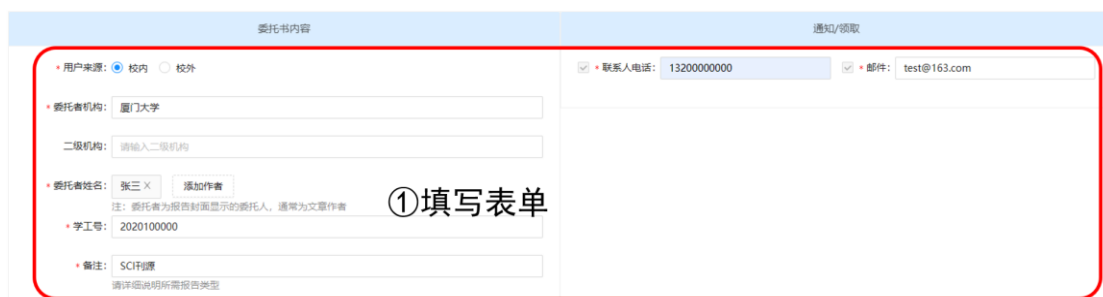 委托书内容
通知/领取
* 用户来源: 校内 校外
* 联系人电话: 13200000000 * 邮件: test@163.com
* 委托者机构: 厦门大学
二级机构: 请输入二级机构
* 委托者姓名: 张三 X 添加作者
注：委托者为报告封面显示的委托人，通常为文章作者
①填写表单
* 学工号: 2020100000
* 备注: SCI刊源
请详细说明所需报告类型